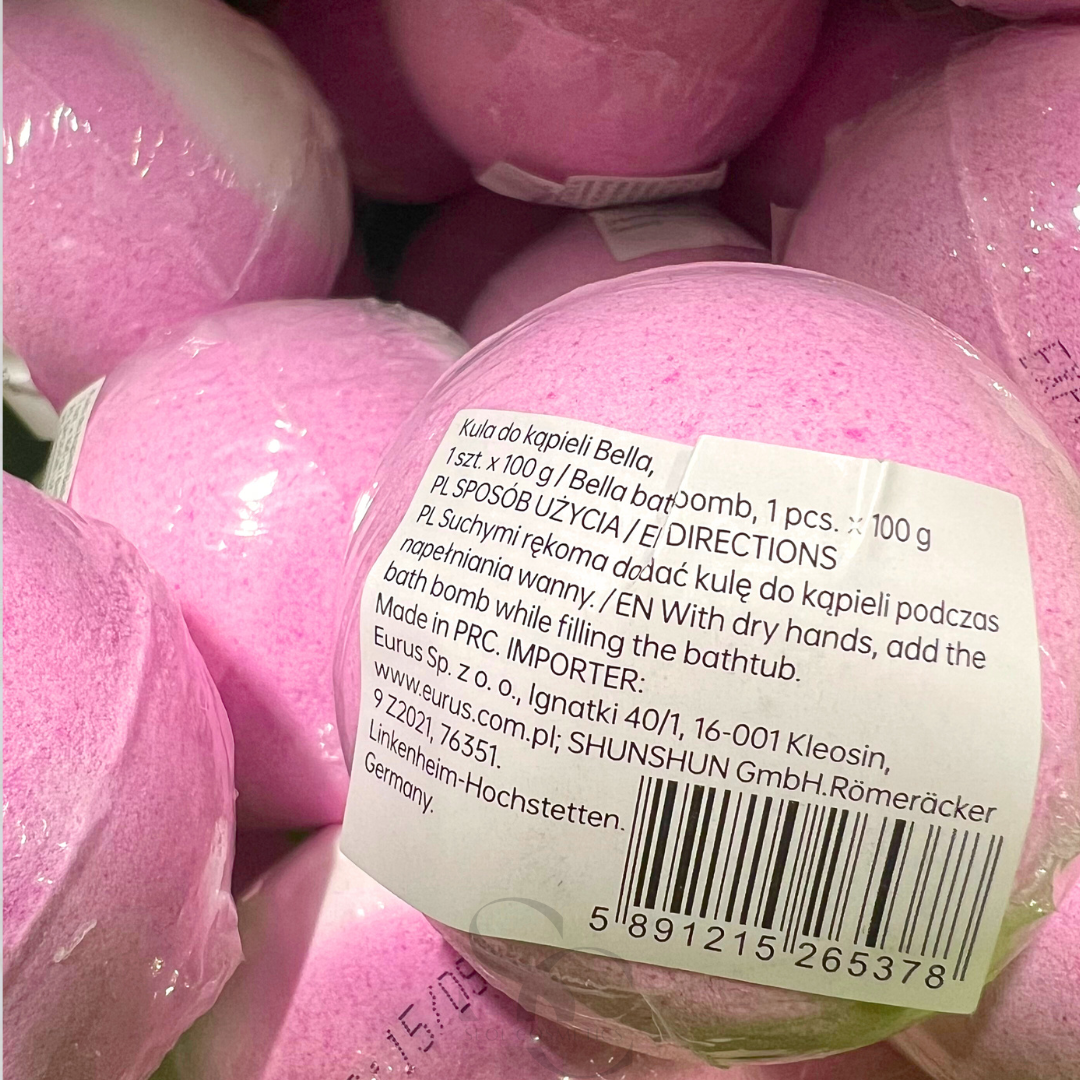 Kula do kąpieli Bella,
1 szt. x 100 g / Bella bat bomb, 1 pcs. x 100 g
PL SPOSÓB UŻYCIA / E DIRECTIONS
PL Suchymi rękoma dodać kulę do kąpieli podczas
napełniania wanny. / EN With dry hands, add the
bath bomb while filling the bathtub.
Made in PRC. IMPORTER:
Eurus Sp. z o. o., Ignatki 40/1, 16-001 Kleosin,
www.eurus.com.pl; SHUNSHUN GmbH.Römeräcker
9 Z2021, 76351.
Linkenheim-Hochstetten.
Germany.
5 891215 265378